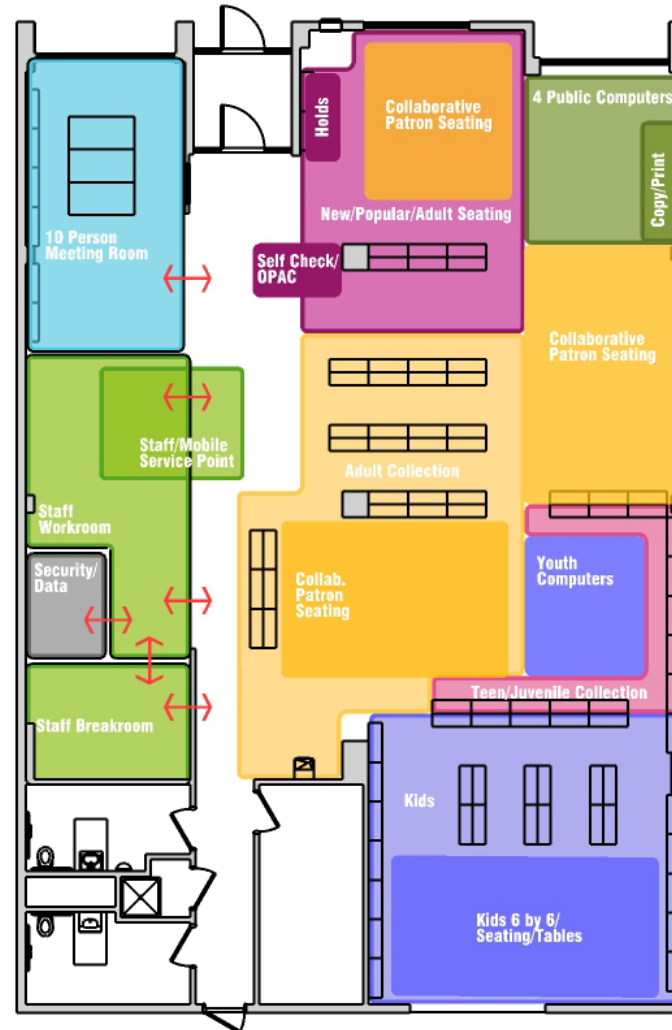 Holds
Collaborative
Patron Seating
4 Public Computers
Copy/Print
New/Popular/Adult Seating
10 Person
Meeting Room
Self Check/
OPAC
Collaborative
Patron Seating
Staff/Mobile
Service Point
Adult Collection
Staff
Workroom
Security/
Data
Collab.
Patron
Seating
Youth
Computers
Teen/Juvenile Collection
Staff Breakroom
Kids
Kids 6 by 6/
Seating/Tables